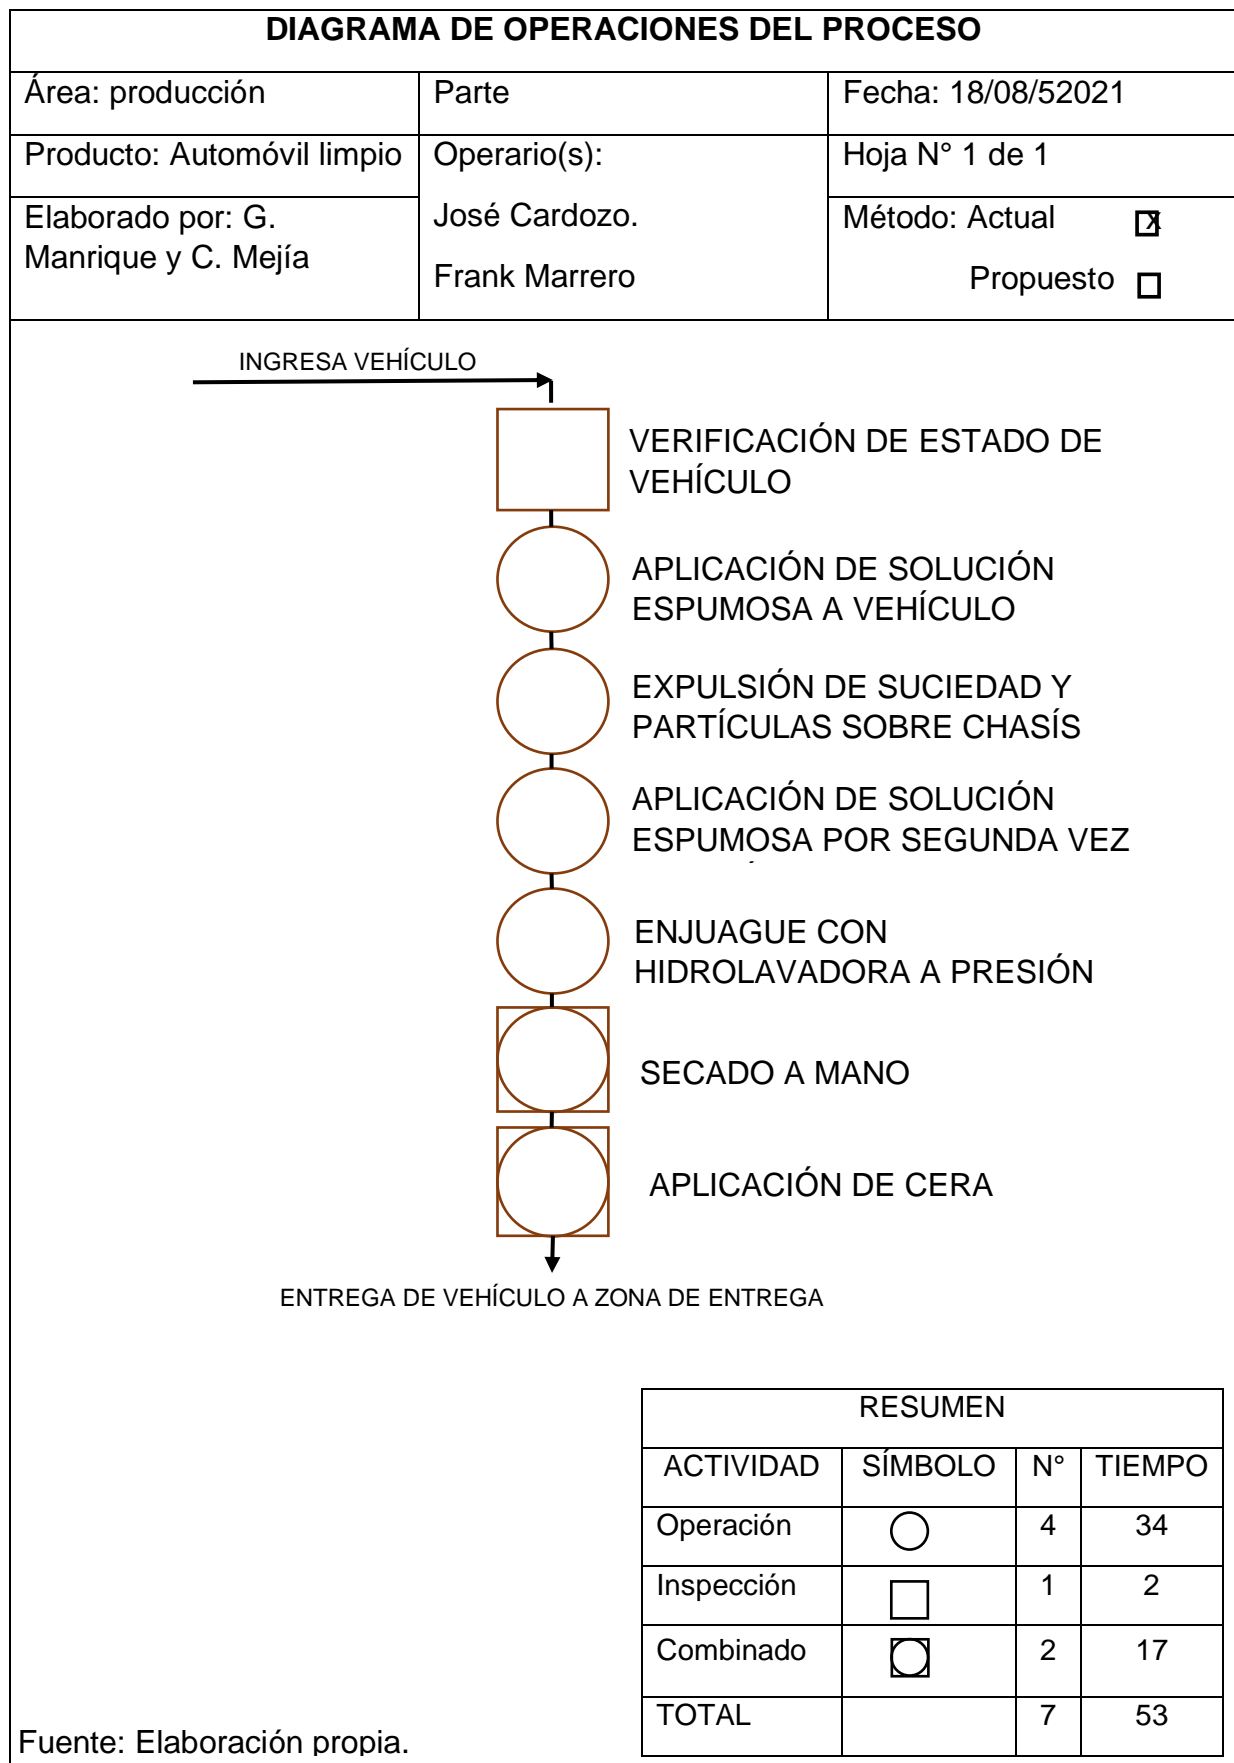 DIAGRAMA DE OPERACIONES DEL PROCESO
Área: producción
Parte
Fecha: 18/08/52021
Producto: Automóvil limpio
Operario(s):
Hoja N° 1 de 1
Elaborado por: G.
Manrique y C. Mejía
José Cardozo.
Frank Marrero
Método: Actual x
Propuesto
INGRESA VEHÍCULO
VERIFICACIÓN DE ESTADO DE
VEHÍCULO
APLICACIÓN DE SOLUCIÓN
ESPUMOSA A VEHÍCULO
EXPULSIÓN DE SUCIEDAD Y
PARTÍCULAS SOBRE CHASÍS
APLICACIÓN DE SOLUCIÓN
ESPUMOSA POR SEGUNDA VEZ
ENJUAGUE CON
HIDROLAVADORA A PRESIÓN
SECADO A MANO
APLICACIÓN DE CERA
ENTREGA DE VEHÍCULO A ZONA DE ENTREGA
RESUMEN
ACTIVIDAD SÍMBOLO N° TIEMPO
Operación 4 34
Inspección 1 2
Combinado 2 17
TOTAL 7 53
Fuente: Elaboración propia.